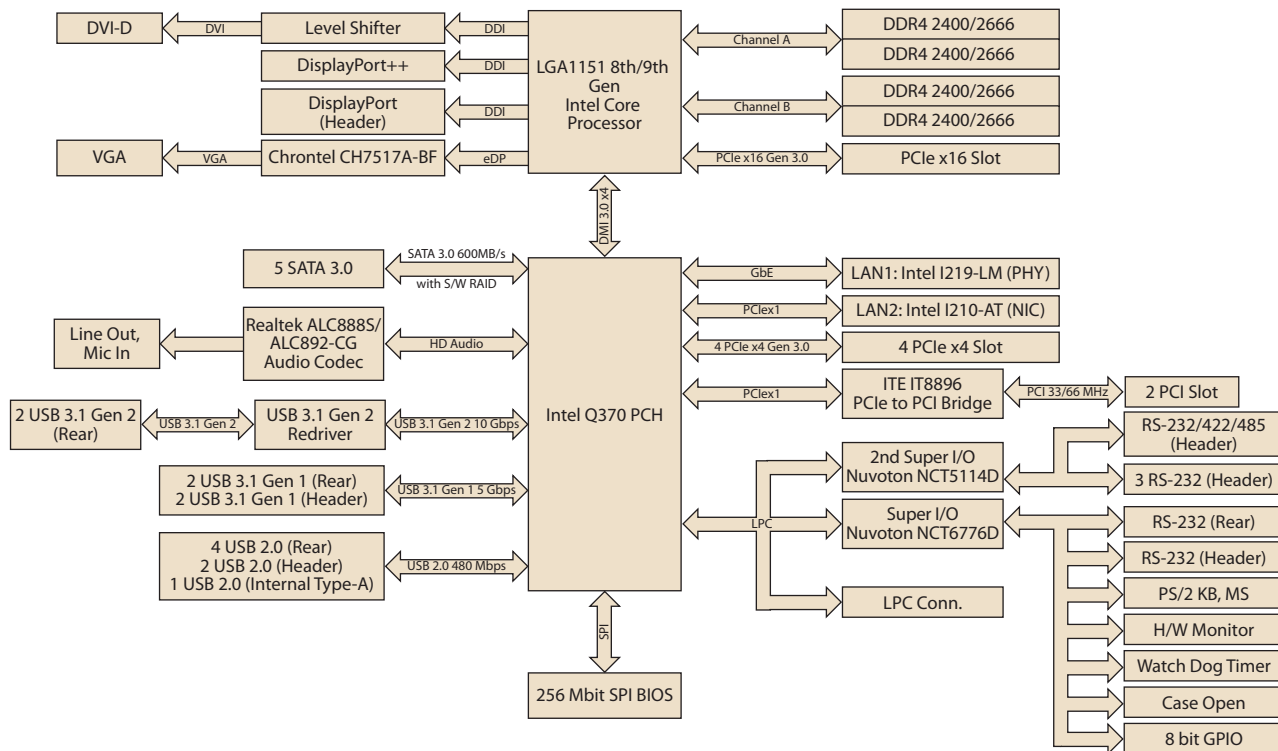 DVI-D
DVI
Level Shifter
DDI
DisplayPort++
DDI
DisplayPort
(Header)
DDI
VGA
VGA
Chrontel CH7517A-BF
eDP
LGA1151 8th/9th
Gen
Intel Core
Processor
Channel A
DDR4 2400/2666
DDR4 2400/2666
Channel B
DDR4 2400/2666
DDR4 2400/2666
PCIe x16 Gen 3.0
PCIe x16 Slot
DMI 3.0 x4
5 SATA 3.0
SATA 3.0 600MB/s
with S/W RAID
Line Out,
Mic In
Realtek ALC888S/
ALC892-CG
Audio Codec
HD Audio
2 USB 3.1 Gen 2
(Rear)
USB 3.1 Gen 2
USB 3.1 Gen 2
Redriver
USB 3.1 Gen 2 10 Gbps
2 USB 3.1 Gen 1 (Rear)
2 USB 3.1 Gen 1 (Header)
USB 3.1 Gen 1 5 Gbps
4 USB 2.0 (Rear)
2 USB 2.0 (Header)
1 USB 2.0 (Internal Type-A)
USB 2.0 480 Mbps
Intel Q370 PCH
GbE
LAN1: Intel I219-LM (PHY)
PCIex1
LAN2: Intel I210-AT (NIC)
4 PCIe x4 Gen 3.0
4 PCIe x4 Slot
PCIex1
ITE IT8896
PCIe to PCI Bridge
PCI 33/66 MHz
2 PCI Slot
LPC
2nd Super I/O
Nuvoton NCT5114D
RS-232/422/485
(Header)
3 RS-232 (Header)
Super I/O
Nuvoton NCT6776D
RS-232 (Rear)
RS-232 (Header)
PS/2 KB, MS
H/W Monitor
Watch Dog Timer
Case Open
8 bit GPIO
LPC Conn.
SPI
256 Mbit SPI BIOS